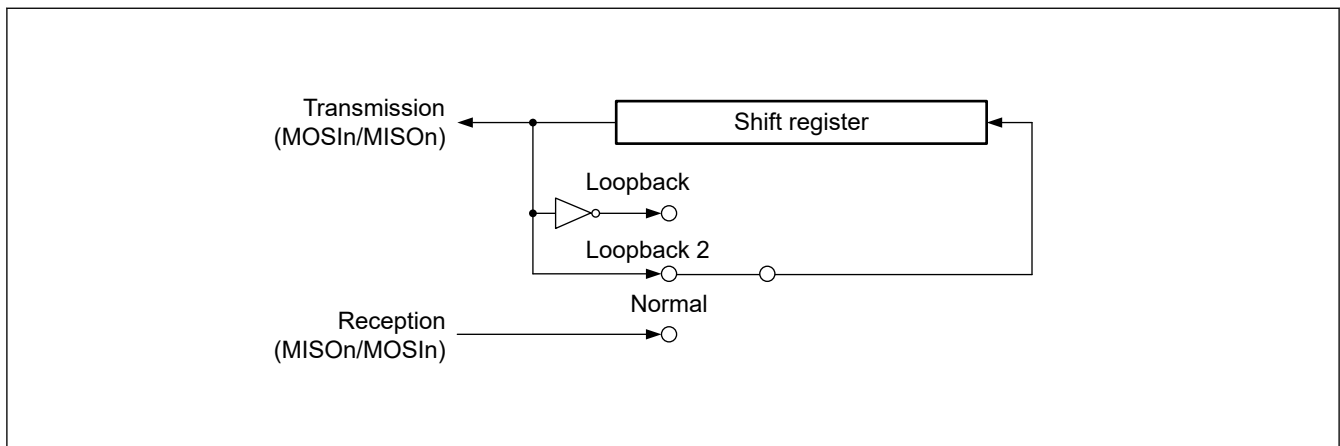 Transmission
(MOSIn/MISOn)
Shift register
Loopback
Loopback 2
Normal
Reception
(MISOn/MOSIn)